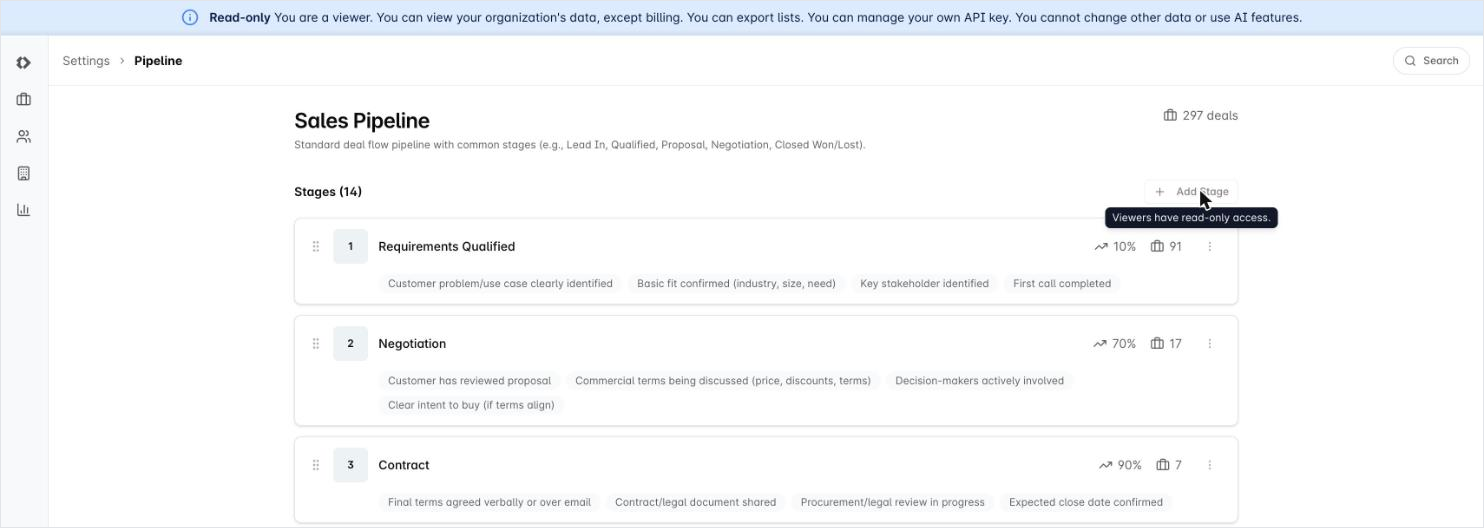 Read-only You are a viewer. You can view your organization's data, except billing. You can export lists. You can manage your own API key. You cannot change other data or use AI features.
Settings > Pipeline
Search
Sales Pipeline
297 deals
Standard deal flow pipeline with common stages (e.g., Lead In, Qualified, Proposal, Negotiation, Closed Won/Lost).
Stages (14)
+ Add Stage
Viewers have read-only access.
1 Requirements Qualified 10% 91
Customer problem/use case clearly identified Basic fit confirmed (industry, size, need) Key stakeholder identified First call completed
2 Negotiation 70% 17
Customer has reviewed proposal Commercial terms being discussed (price, discounts, terms) Decision-makers actively involved
Clear intent to buy (if terms align)
3 Contract 90% 7
Final terms agreed verbally or over email Contract/legal document shared Procurement/legal review in progress Expected close date confirmed